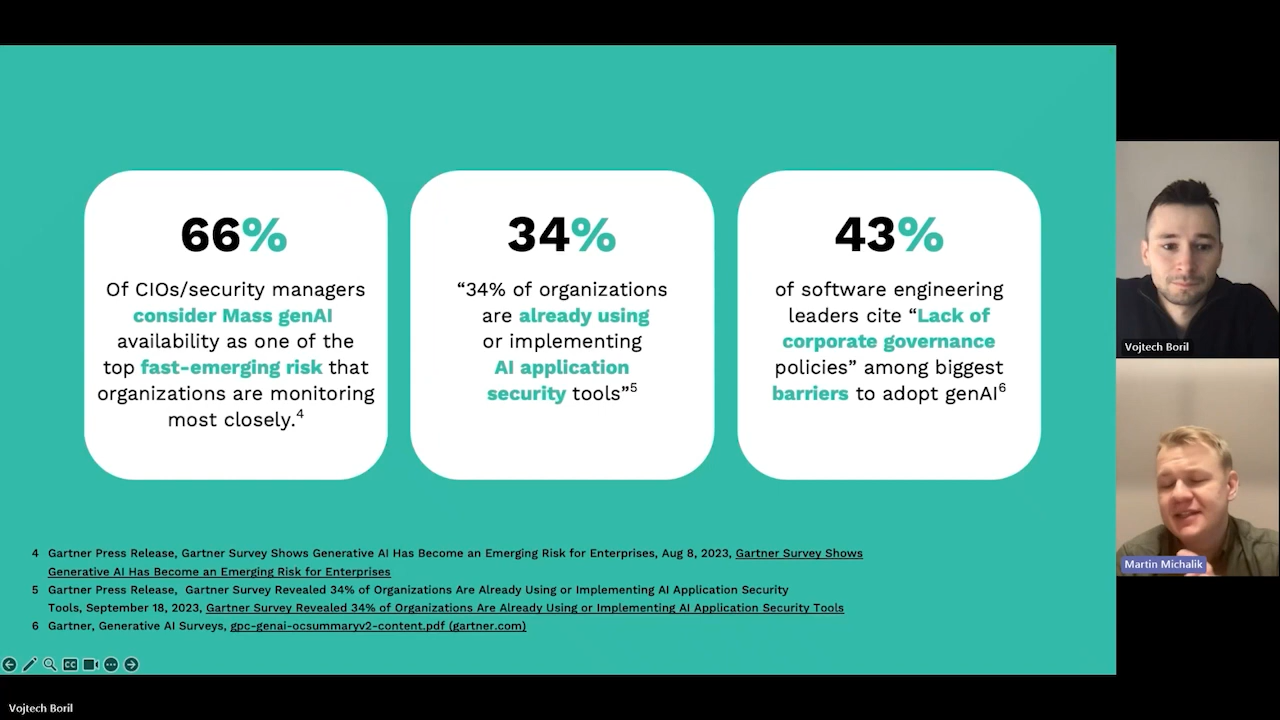 66%
Of CIOs/security managers
consider Mass genAI
availability as one of the
top fast-emerging risk that
organizations are monitoring
most closely.4
34%
“34% of organizations
are already using
or implementing
AI application
security tools”5
43%
of software engineering
leaders cite “Lack of
corporate governance
policies” among biggest
barriers to adopt genAI6
4 Gartner Press Release, Gartner Survey Shows Generative AI Has Become an Emerging Risk for Enterprises, Aug 8, 2023, Gartner Survey Shows
Generative AI Has Become an Emerging Risk for Enterprises
5 Gartner Press Release, Gartner Survey Revealed 34% of Organizations Are Already Using or Implementing AI Application Security
Tools, September 18, 2023, Gartner Survey Revealed 34% of Organizations Are Already Using or Implementing AI Application Security Tools
6 Gartner, Generative AI Surveys, gpc-genai-ocsummaryv2-content.pdf (gartner.com)
CC
Vojtech Boril
Martin Michalik
Vojtech Boril